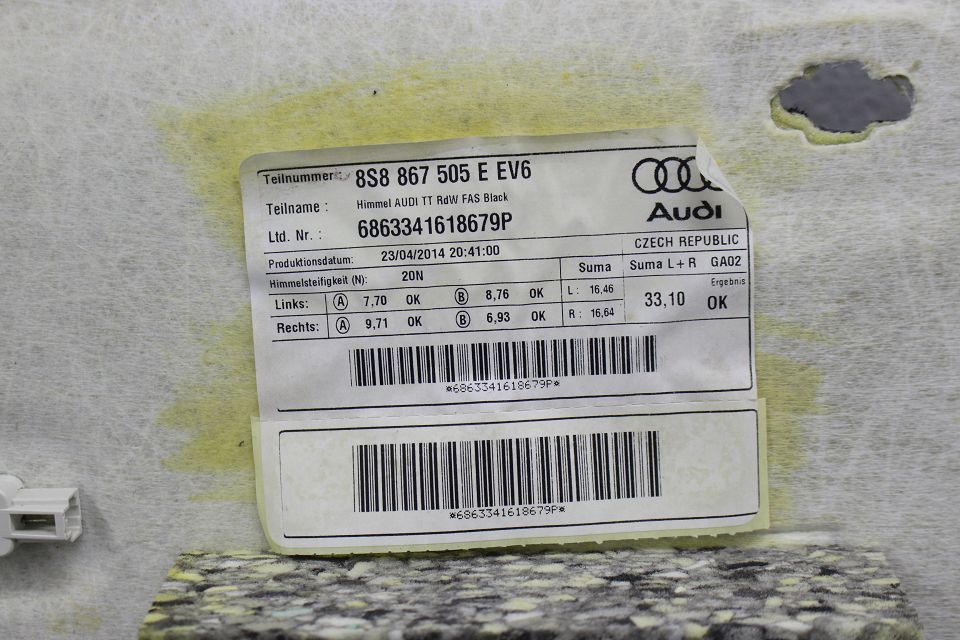 Teilnummer: 8S8 867 505 E EV6
Teilname : Himmel AUDI TT RdW FAS Black
Ltd. Nr. : 6863341618679P
Audi
Produktionsdatum: 23/04/2014 20:41:00
CZECH REPUBLIC
Himmelsteifigkeit (N): 20N
Suma Suma L+R GA02
Links: A 7,70 OK B 8,76 OK L: 16,46
Rechts: A 9,71 OK B 6,93 OK R: 16,64
33,10
Ergebnis
OK
*6863341618679P*
*6863341618679P*